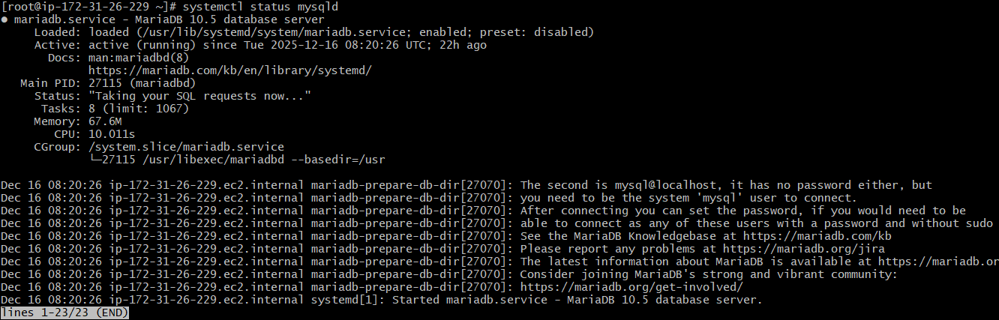 [root@ip-172-31-26-229 ~]# systemctl status mysqld
● mariadb.service - MariaDB 10.5 database server
     Loaded: loaded (/usr/lib/systemd/system/mariadb.service; enabled; preset: disabled)
     Active: active (running) since Tue 2025-12-16 08:20:26 UTC; 22h ago
       Docs: man:mariadbd(8)
             https://mariadb.com/kb/en/library/systemd/
   Main PID: 27115 (mariadbd)
     Status: "Taking your SQL requests now..."
      Tasks: 8 (limit: 1067)
     Memory: 67.6M
        CPU: 10.011s
     CGroup: /system.slice/mariadb.service
             └─27115 /usr/libexec/mariadbd --basedir=/usr

Dec 16 08:20:26 ip-172-31-26-229.ec2.internal mariadb-prepare-db-dir[27070]: The second is mysql@localhost, it has no password either, but
Dec 16 08:20:26 ip-172-31-26-229.ec2.internal mariadb-prepare-db-dir[27070]: you need to be the system 'mysql' user to connect.
Dec 16 08:20:26 ip-172-31-26-229.ec2.internal mariadb-prepare-db-dir[27070]: After connecting you can set the password, if you would need to be
Dec 16 08:20:26 ip-172-31-26-229.ec2.internal mariadb-prepare-db-dir[27070]: able to connect as any of these users with a password and without sudo
Dec 16 08:20:26 ip-172-31-26-229.ec2.internal mariadb-prepare-db-dir[27070]: See the MariaDB Knowledgebase at https://mariadb.com/kb
Dec 16 08:20:26 ip-172-31-26-229.ec2.internal mariadb-prepare-db-dir[27070]: Please report any problems at https://mariadb.org/jira
Dec 16 08:20:26 ip-172-31-26-229.ec2.internal mariadb-prepare-db-dir[27070]: The latest information about MariaDB is available at https://mariadb.or
Dec 16 08:20:26 ip-172-31-26-229.ec2.internal mariadb-prepare-db-dir[27070]: Consider joining MariaDB's strong and vibrant community:
Dec 16 08:20:26 ip-172-31-26-229.ec2.internal mariadb-prepare-db-dir[27070]: https://mariadb.org/get-involved/
Dec 16 08:20:26 ip-172-31-26-229.ec2.internal systemd[1]: Started mariadb.service - MariaDB 10.5 database server.
lines 1-23/23 (END)